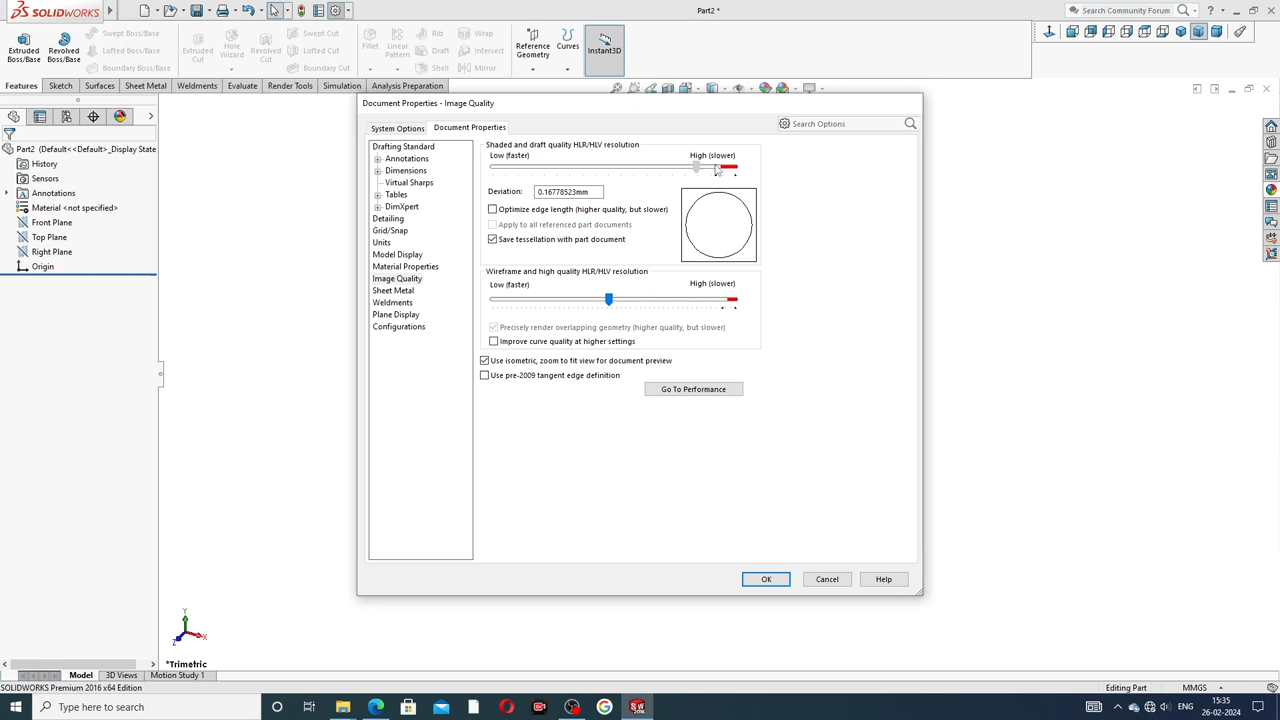 SOLIDWORKS
Part2 *
Search Community Forum
Extruded Boss/Base
Revolved Boss/Base
Swept Boss/Base
Lofted Boss/Base
Boundary Boss/Base
Extruded Cut
Hole Wizard
Revolved Cut
Swept Cut
Lofted Cut
Boundary Cut
Fillet
Linear Pattern
Rib
Draft
Shell
Wrap
Intersect
Mirror
Reference Geometry
Curves
Instant3D
Features
Sketch
Surfaces
Sheet Metal
Weldments
Evaluate
Render Tools
Simulation
Analysis Preparation
Part2 (Default<<Default>_Display State
History
Sensors
Annotations
Material <not specified>
Front Plane
Top Plane
Right Plane
Origin
Document Properties - Image Quality
System Options
Document Properties
Search Options
Drafting Standard
Annotations
Dimensions
Virtual Sharps
Tables
DimXpert
Detailing
Grid/Snap
Units
Model Display
Material Properties
Image Quality
Sheet Metal
Weldments
Plane Display
Configurations
Shaded and draft quality HLR/HLV resolution
Low (faster)
High (slower)
Deviation: 0.16778523mm
Optimize edge length (higher quality, but slower)
Apply to all referenced part documents
Save tessellation with part document
Wireframe and high quality HLR/HLV resolution
Low (faster)
High (slower)
Precisely render overlapping geometry (higher quality, but slower)
Improve curve quality at higher settings
Use isometric, zoom to fit view for document preview
Use pre-2009 tangent edge definition
Go To Performance
OK
Cancel
Help
Y
X
Z
*Trimetric
Model
3D Views
Motion Study 1
SOLIDWORKS Premium 2016 x64 Edition
Editing Part
MMGS
Type here to search
15:35
26-02-2024